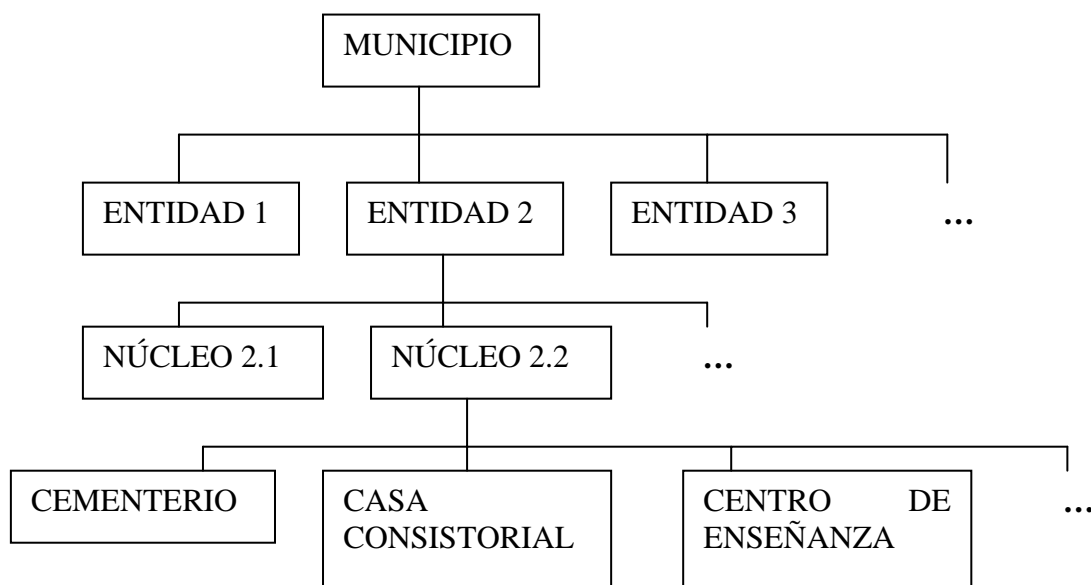 MUNICIPIO
ENTIDAD 1
ENTIDAD 2
ENTIDAD 3
...
NÚCLEO 2.1
NÚCLEO 2.2
...
CEMENTERIO
CASA
CONSISTORIAL
CENTRO DE
ENSEÑANZA
...